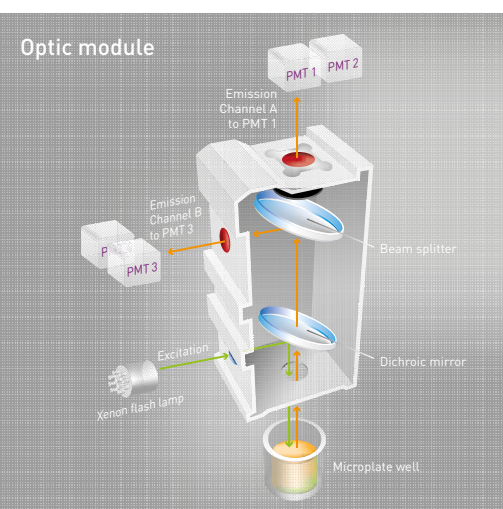 Optic module
PMT 1
PMT 2
Emission
Channel A
to PMT 1
Emission
Channel B
to PMT 3
PMT 3
Beam splitter
Excitation
Dichroic mirror
Xenon flash lamp
Microplate well